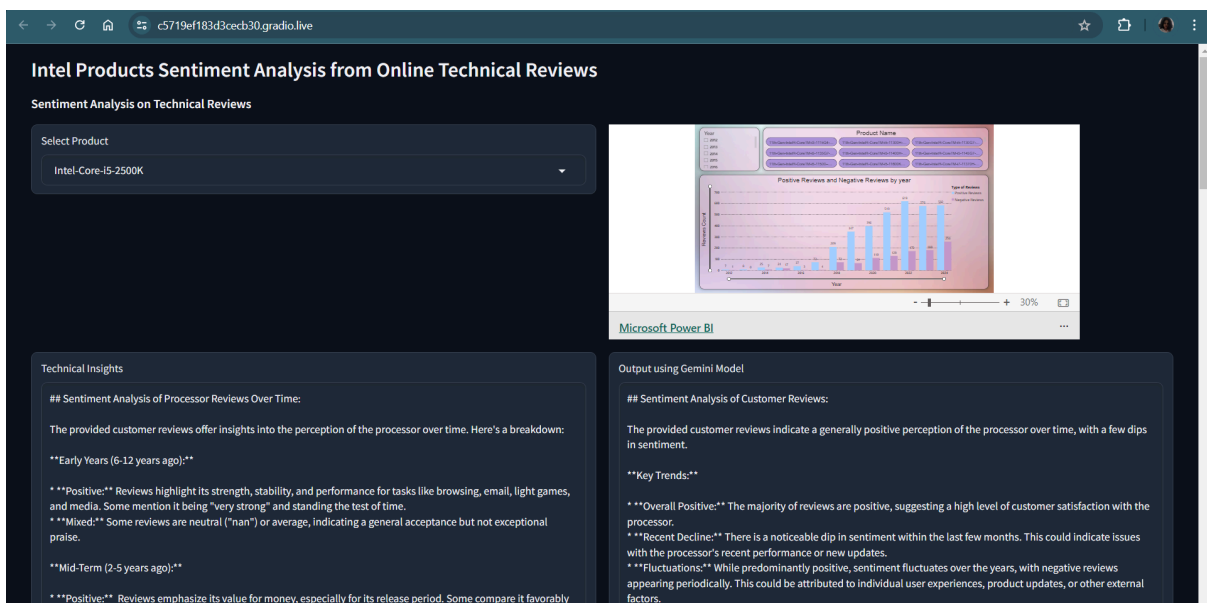 c5719ef183d3cecb30.gradio.live
Intel Products Sentiment Analysis from Online Technical Reviews
Sentiment Analysis on Technical Reviews
Select Product
Intel-Core-i5-2500K
Year
Product Name
Positive Reviews and Negative Reviews by year
Type of Reviews
Reviews Count
Year
- + 30%
Microsoft Power BI
...
Technical Insights
## Sentiment Analysis of Processor Reviews Over Time:
The provided customer reviews offer insights into the perception of the processor over time. Here's a breakdown:
**Early Years (6-12 years ago):**
* **Positive:** Reviews highlight its strength, stability, and performance for tasks like browsing, email, light games,
and media. Some mention it being "very strong" and standing the test of time.
* **Mixed:** Some reviews are neutral ("nan") or average, indicating a general acceptance but not exceptional
praise.
**Mid-Term (2-5 years ago):**
* **Positive:** Reviews emphasize its value for money, especially for its release period. Some compare it favorably
Output using Gemini Model
## Sentiment Analysis of Customer Reviews:
The provided customer reviews indicate a generally positive perception of the processor over time, with a few dips
in sentiment.
**Key Trends:**
* **Overall Positive:** The majority of reviews are positive, suggesting a high level of customer satisfaction with the
processor.
* **Recent Decline:** There is a noticeable dip in sentiment within the last few months. This could indicate issues
with the processor's recent performance or new updates.
* **Fluctuations:** While predominantly positive, sentiment fluctuates over the years, with negative reviews
appearing periodically. This could be attributed to individual user experiences, product updates, or other external
factors.